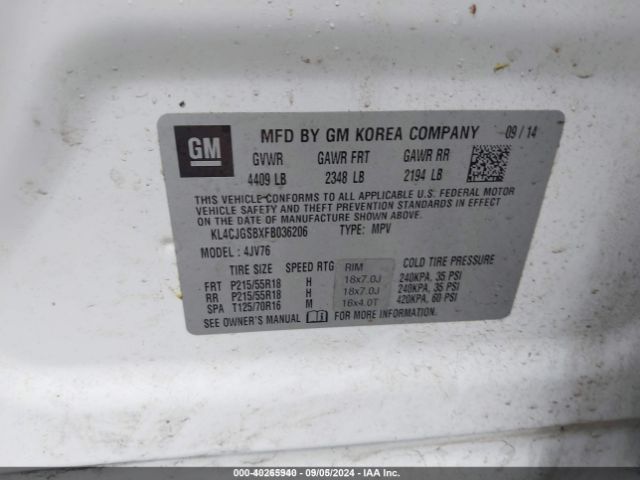 GM MFD BY GM KOREA COMPANY 09/14
GVWR GAWR FRT GAWR RR
4409 LB 2348 LB 2194 LB
THIS VEHICLE CONFORMS TO ALL APPLICABLE U.S. FEDERAL MOTOR
VEHICLE SAFETY AND THEFT PREVENTION STANDARDS IN EFFECT
ON THE DATE OF MANUFACTURE SHOWN ABOVE.
KL4CJGSBXFB036206 TYPE: MPV
MODEL: 4JV76
TIRE SIZE SPEED RTG RIM COLD TIRE PRESSURE
FRT P215/55R18 H 18x7.0J 240KPA, 35 PSI
RR P215/55R18 H 18x7.0J 240KPA, 35 PSI
SPA T125/70R16 M 16x4.0T 420KPA, 60 PSI
SEE OWNER'S MANUAL FOR MORE INFORMATION.
000-40265940 - 09/05/2024 - IAA Inc.